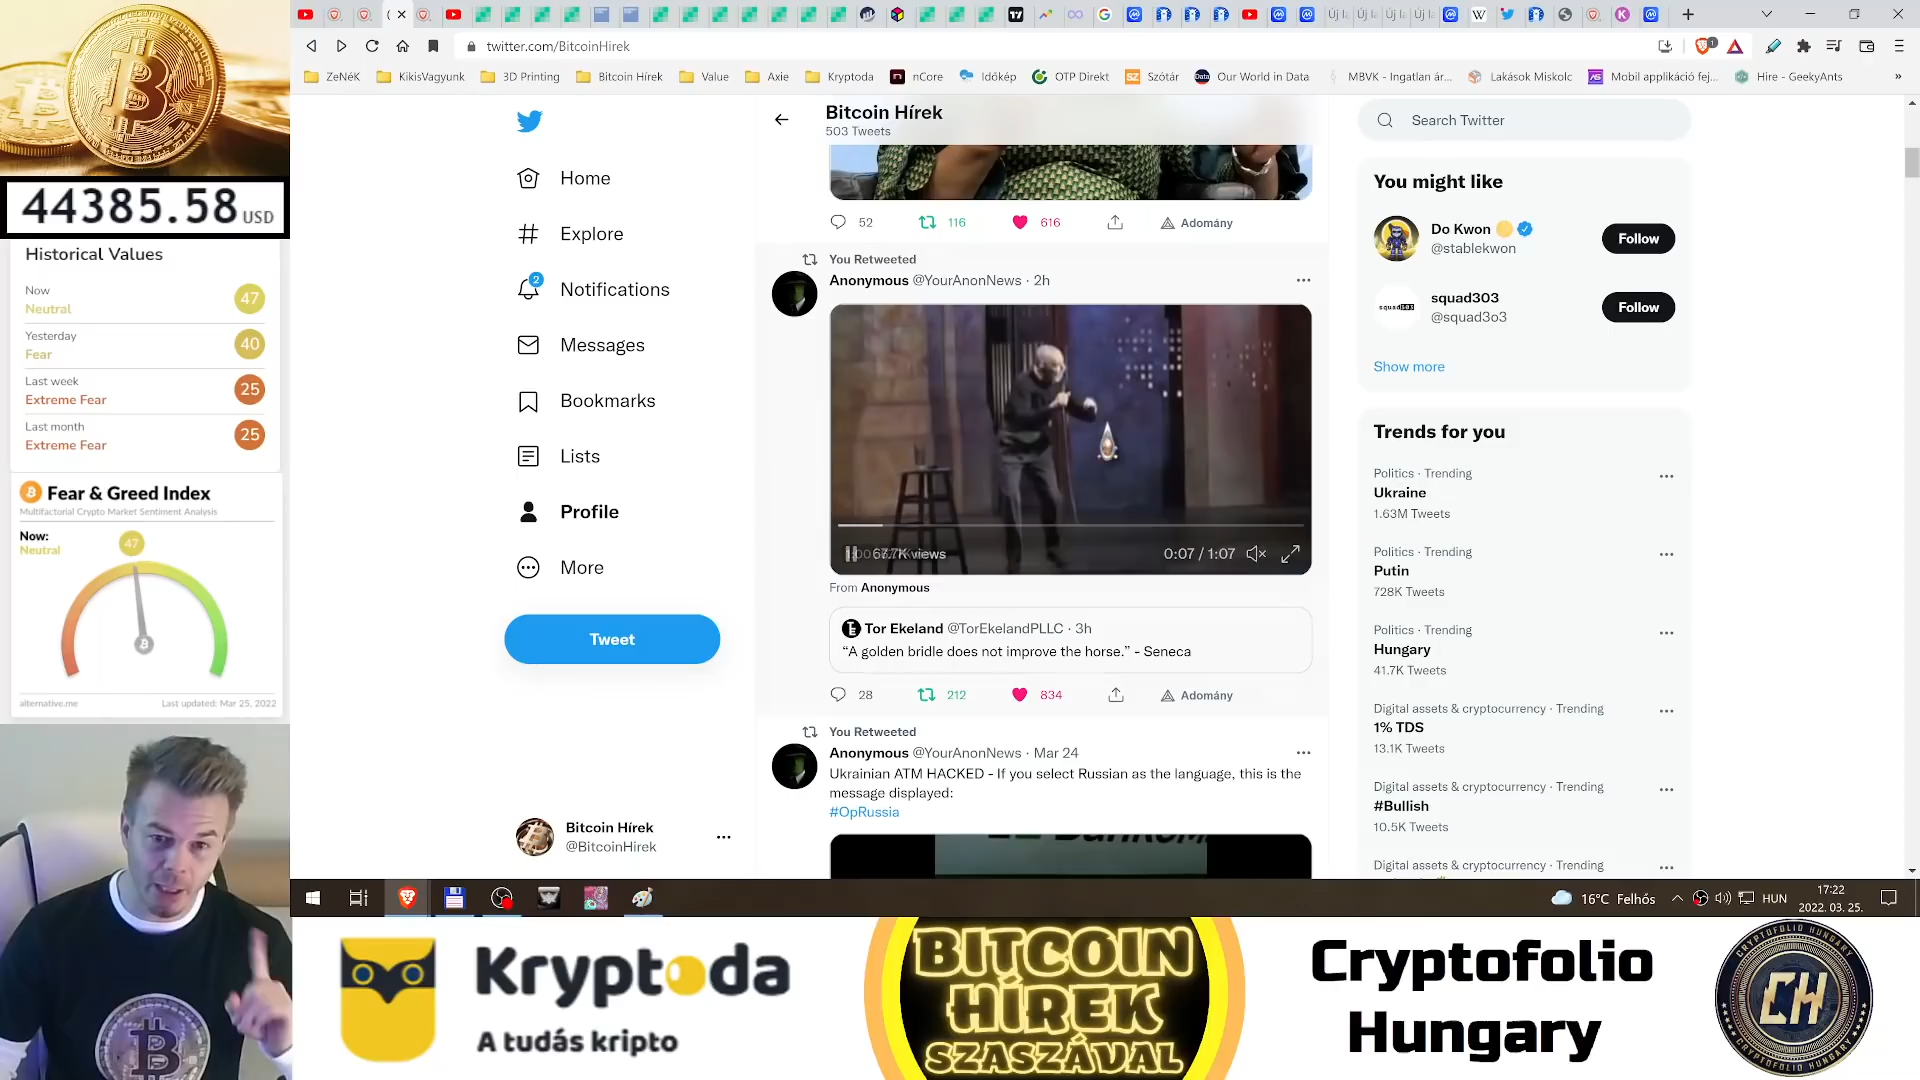 44385.58 USD
Historical Values
Now
Neutral
47
Yesterday
Fear
40
Last week
Extreme Fear
25
Last month
Extreme Fear
25
Fear & Greed Index
Multifactorial Crypto Market Sentiment Analysis
Now:
Neutral
47
alternative.me
Last updated: Mar 25, 2022
twitter.com/BitcoinHirek
ZeNéK
KikisVagyunk
3D Printing
Bitcoin Hírek
Value
Axie
Kryptoda
nCore
Időkép
OTP Direkt
Szótár
Our World in Data
MBVK - Ingatlan ár...
Lakások Miskolc
Mobil applikáció fej...
Hire - GeekyAnts
Home
Explore
2
Notifications
Messages
Bookmarks
Lists
Profile
More
Tweet
Bitcoin Hírek
@BitcoinHirek
Bitcoin Hírek
503 Tweets
52
116
616
Adomány
You Retweeted
Anonymous @YourAnonNews · 2h
67.7K views
0:07 / 1:07
From Anonymous
Tor Ekeland @TorEkelandPLLC · 3h
“A golden bridle does not improve the horse.” - Seneca
28
212
834
Adomány
You Retweeted
Anonymous @YourAnonNews · Mar 24
Ukrainian ATM HACKED - If you select Russian as the language, this is the
message displayed:
#OpRussia
Search Twitter
You might like
Do Kwon
@stablekwon
Follow
squad303
squad303
@squad3o3
Follow
Show more
Trends for you
Politics · Trending
Ukraine
1.63M Tweets
Politics · Trending
Putin
728K Tweets
Politics · Trending
Hungary
41.7K Tweets
Digital assets & cryptocurrency · Trending
1% TDS
13.1K Tweets
Digital assets & cryptocurrency · Trending
#Bullish
10.5K Tweets
Digital assets & cryptocurrency · Trending
16°C Felhős
HUN
17:22
2022. 03. 25.
Kryptoda
A tudás kripto
BITCOIN
HÍREK
SZASZÁVAL
Cryptofolio
Hungary
CRYPTOFOLIO HUNGARY
CH
CRYPTOFOLIO HUNGARY